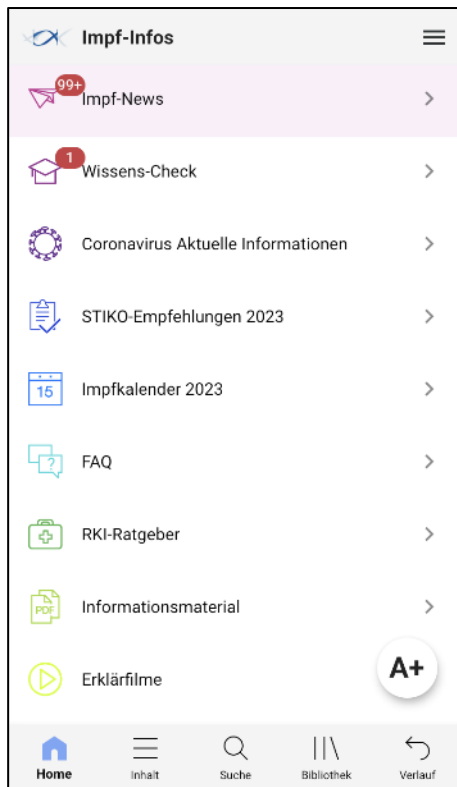 Impf-Infos
99+
Impf-News
1
Wissens-Check
Coronavirus Aktuelle Informationen
STIKO-Empfehlungen 2023
15
Impfkalender 2023
?
FAQ
RKI-Ratgeber
PDF
Informationsmaterial
A+
Erklärfilme
Home
Inhalt
Suche
Bibliothek
Verlauf